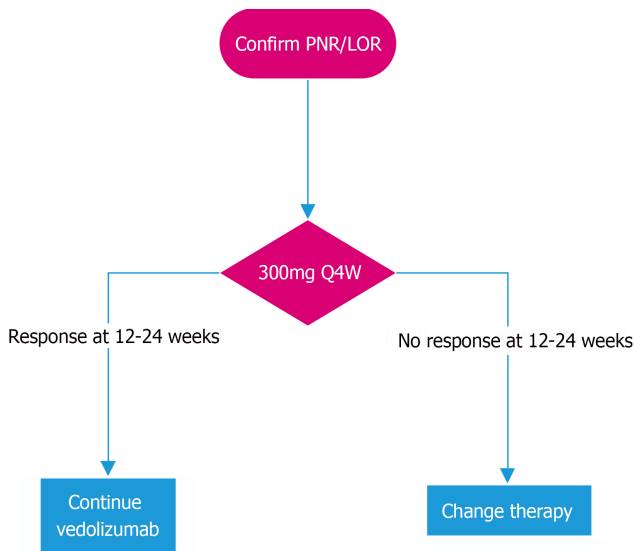 Confirm PNR/LOR
300mg Q4W
Response at 12-24 weeks
No response at 12-24 weeks
Continue
vedolizumab
Change therapy